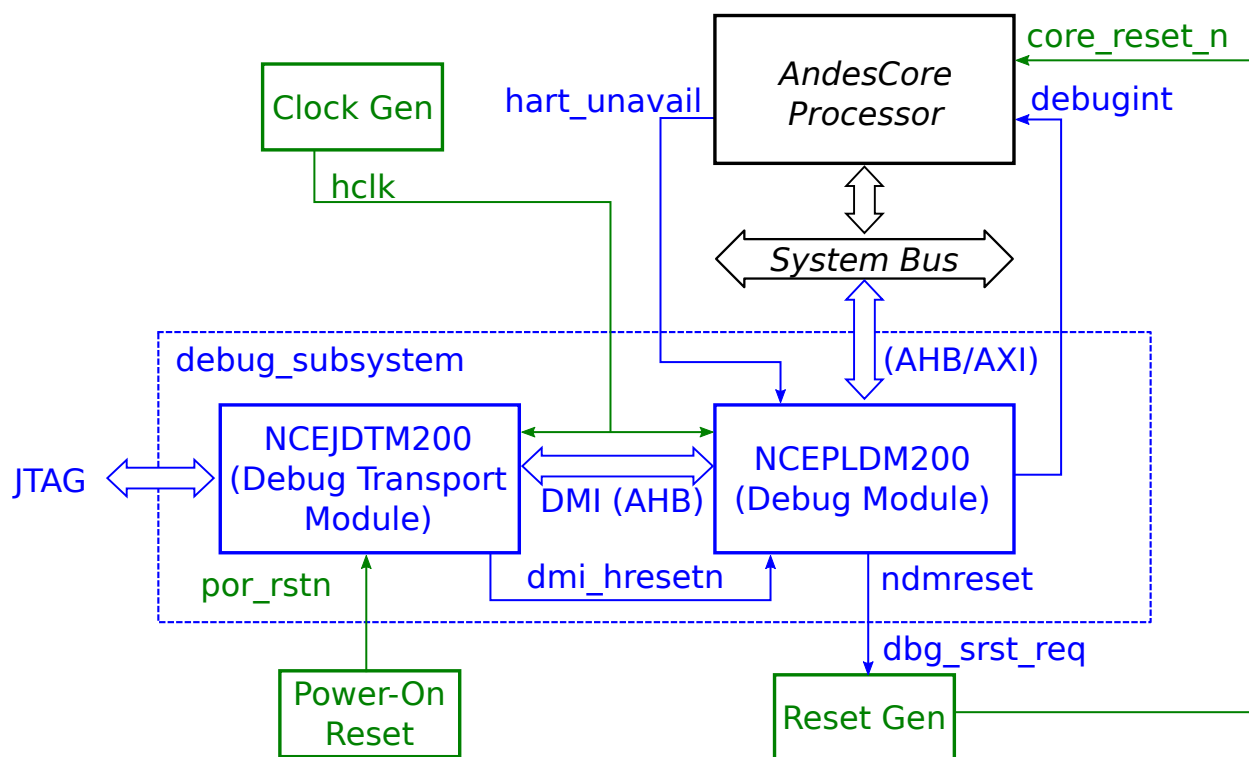 core_reset_n
AndesCore
Processor
Clock Gen
hart_unavail
debugint
hclk
System Bus
debug_subsystem
(AHB/AXI)
NCEJDTM200
(Debug Transport
Module)
NCEPLDM200
(Debug Module)
JTAG
DMI (AHB)
por_rstn
dmi_hresetn
ndmreset
dbg_srst_req
Power-On
Reset
Reset Gen